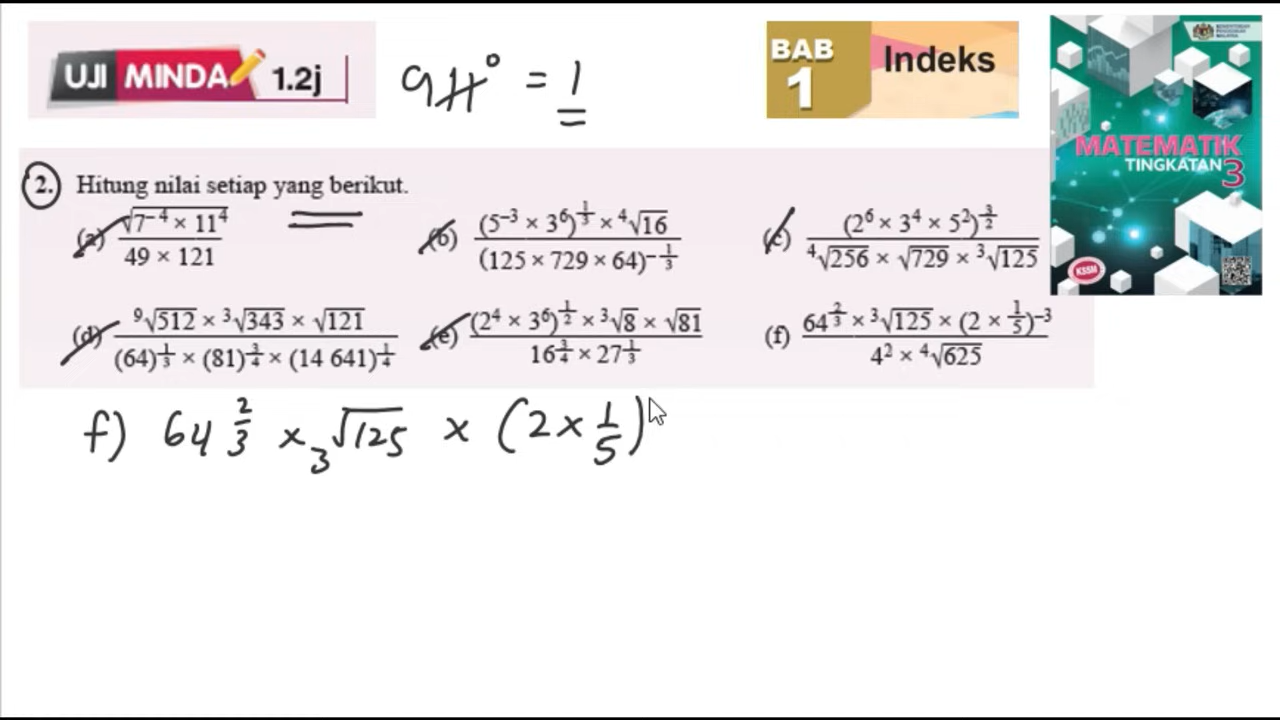 UJI MINDA 1.2j
a^H⁰ = 1
BAB 1 Indeks
MATEMATIK
TINGKATAN 3
KSSM
2. Hitung nilai setiap yang berikut.
(a) √(7⁻⁴ × 11⁴) / (49 × 121)
(b) (5⁻³ × 3⁶)^(1/3) × ⁴√16 / (125 × 729 × 64)^(-1/3)
(c) (2⁶ × 3⁴ × 5²)^(3/2) / (⁴√256 × √729 × ³√125)
(d) ⁹√512 × ³√343 × √121 / ((64)^(1/3) × (81)^(3/4) × (14 641)^(1/4))
(e) (2⁴ × 3⁶)^(1/2) × ³√8 × √81 / (16^(3/4) × 27^(1/3))
(f) 64^(2/3) × ³√125 × (2 × 1/5)⁻³ / (4² × ⁴√625)
f) 64^(2/3) × ₃√125 × (2 × 1/5)